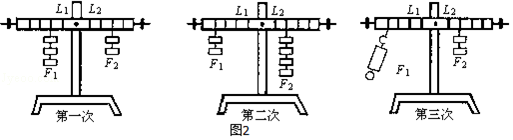 L₁ L₂ L₁ L₂ L₁ L₂
F₁ F₂ F₁ F₂ F₁ F₂
第一次 第二次 第三次
图2